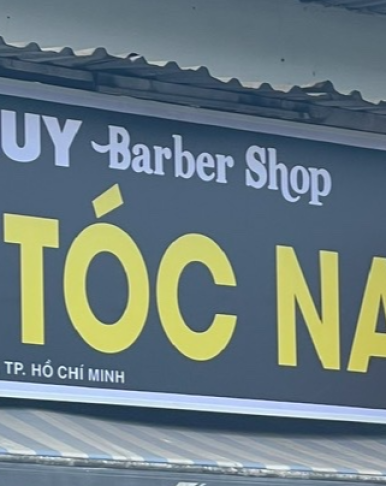 UY Barber Shop
TÓC NA
TP. HỒ CHÍ MINH